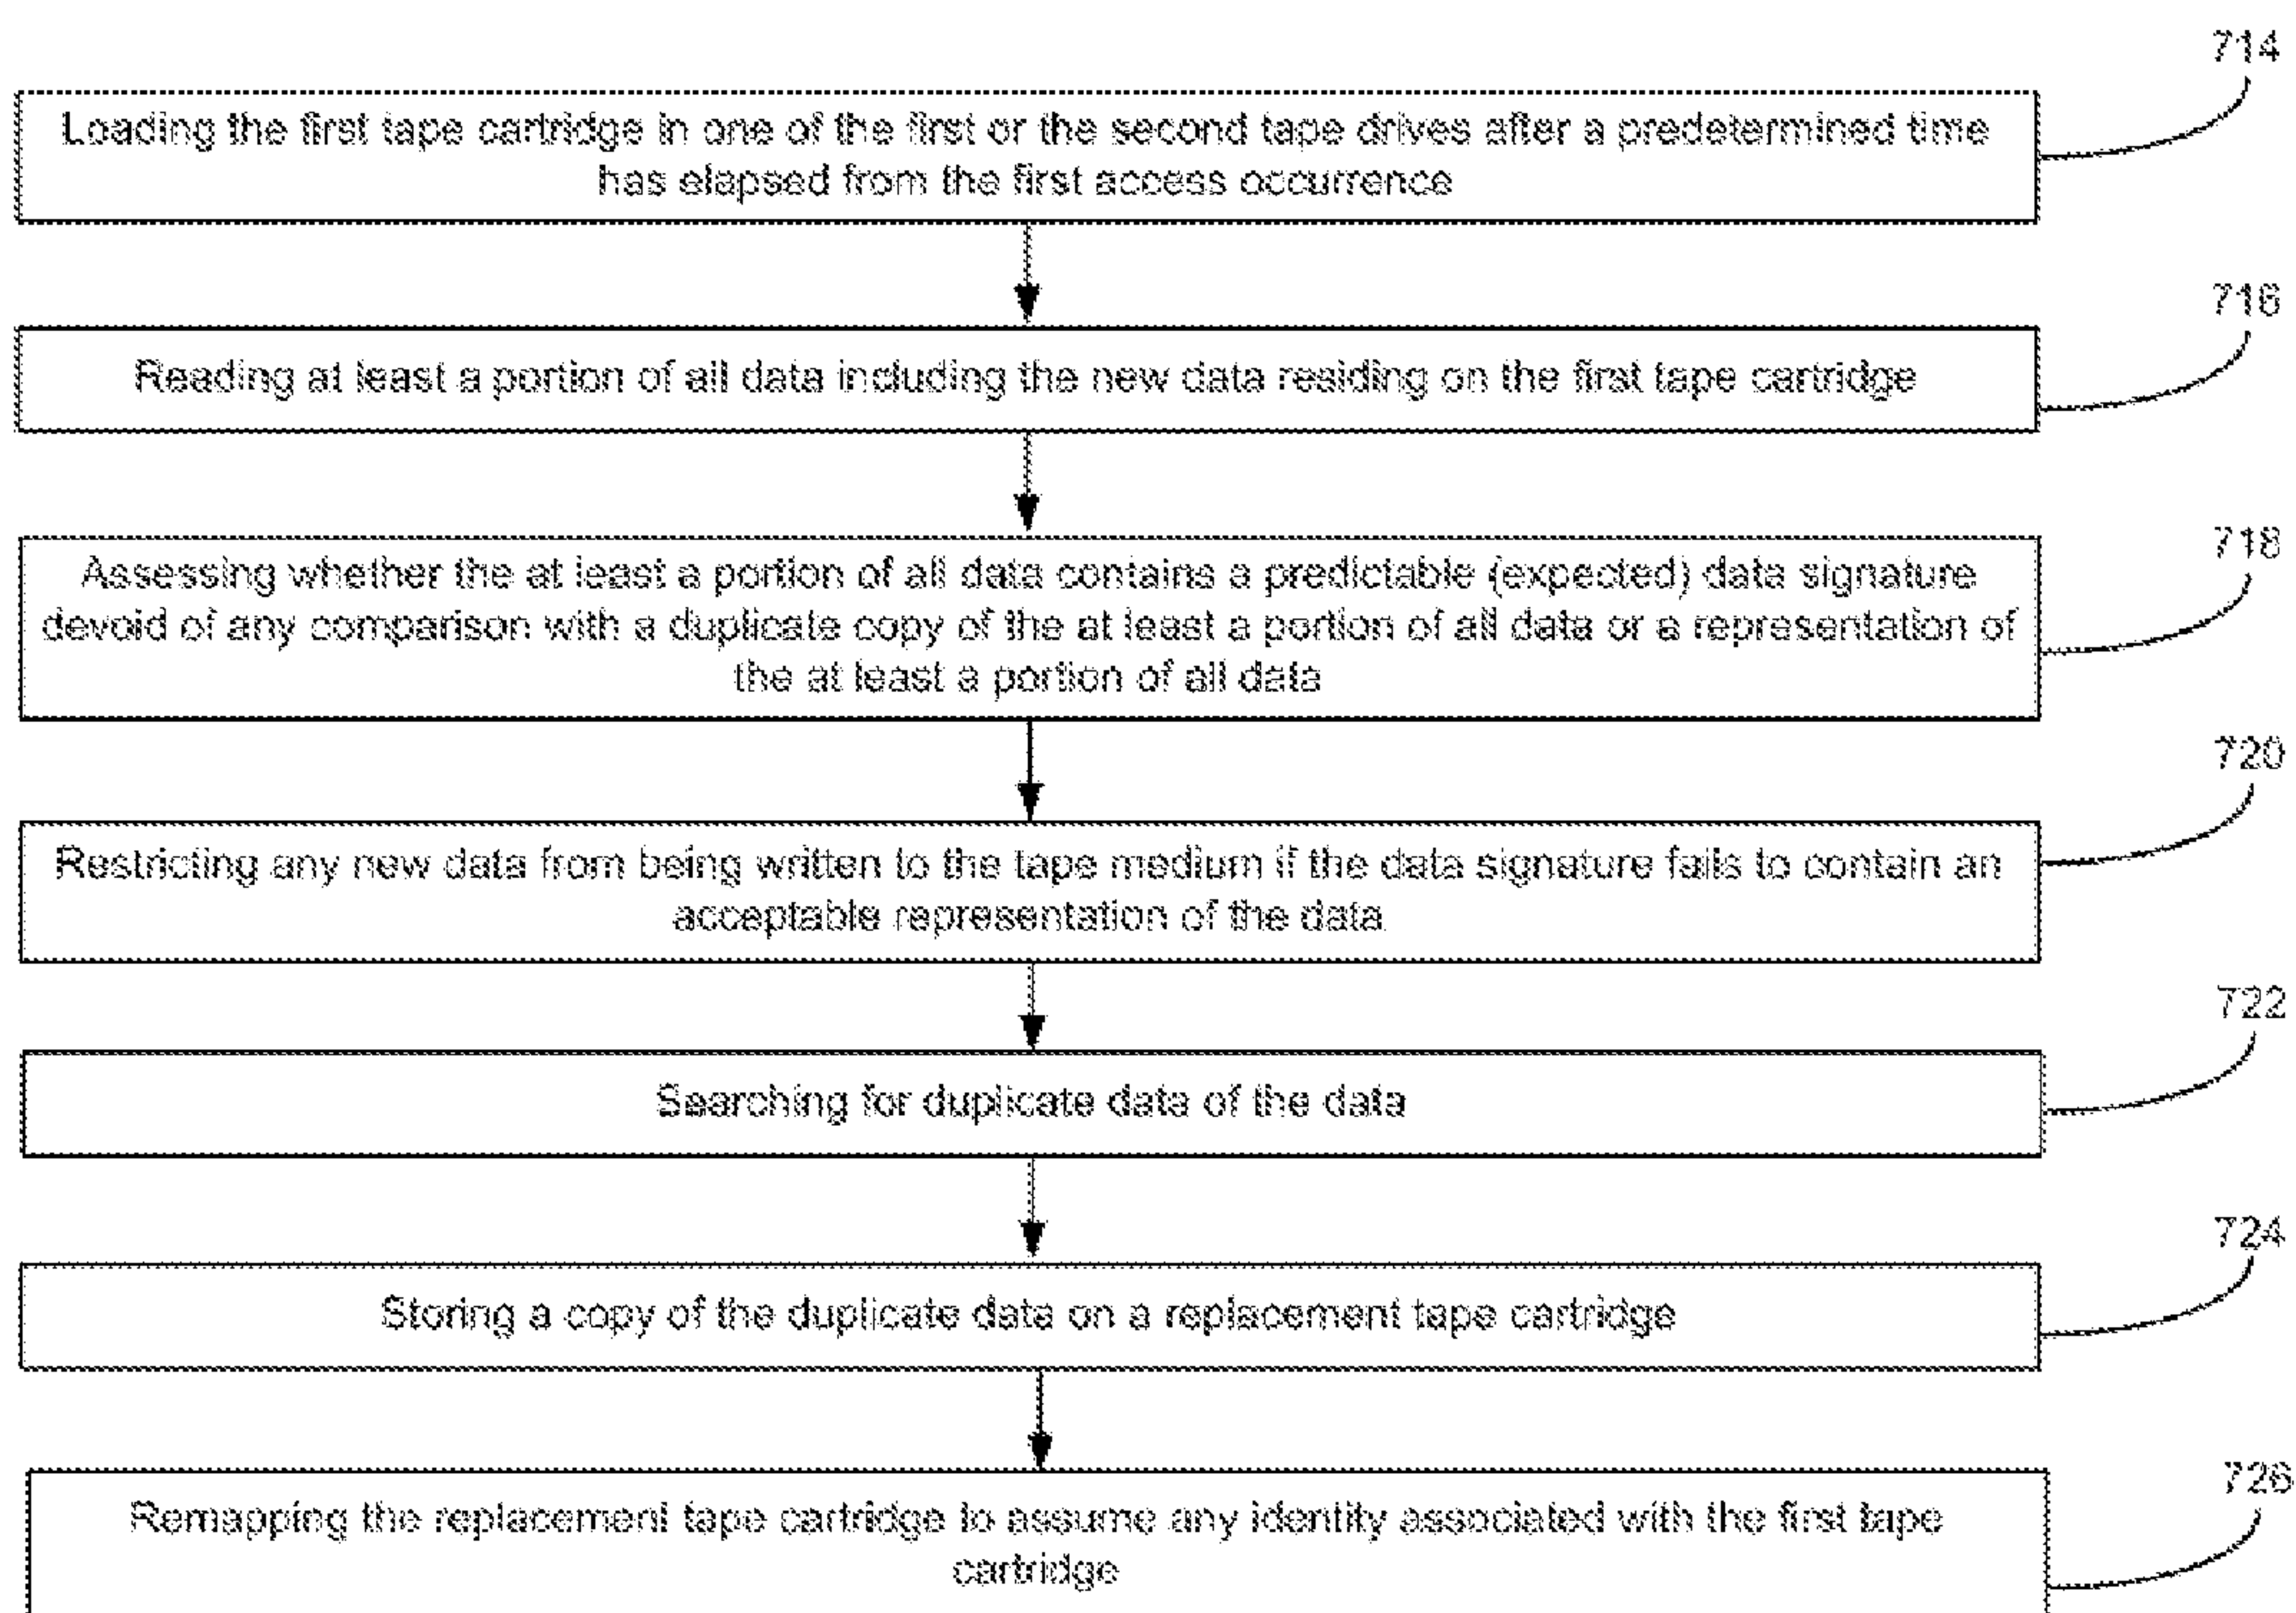 714
Loading the first tape cartridge in one of the first or the second tape drives after a predetermined time
has elapsed from the first access occurrence
716
Reading at least a portion of all data including the new data residing on the first tape cartridge
718
Assessing whether the at least a portion of all data contains a predictable (expected) data signature
devoid of any comparison with a duplicate copy of the at least a portion of all data or a representation of
the at least a portion of all data
720
Restricting any new data from being written to the tape medium if the data signature fails to contain an
acceptable representation of the data
722
Searching for duplicate data of the data
724
Storing a copy of the duplicate data on a replacement tape cartridge
726
Remapping the replacement tape cartridge to assume any identity associated with the first tape
cartridge